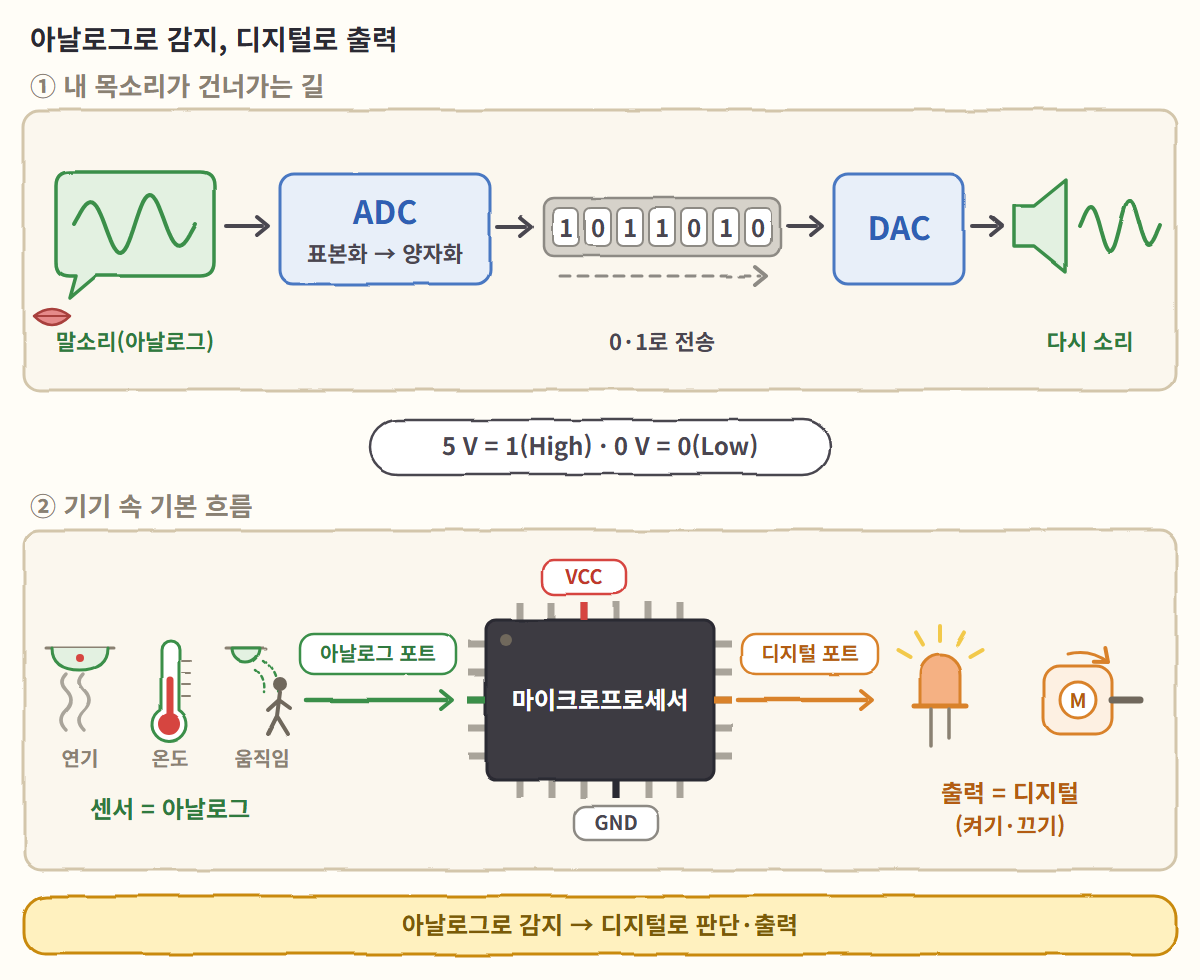 아날로그로 감지, 디지털로 출력
① 내 목소리가 건너가는 길
ADC
표본화 → 양자화
1 0 1 1 0 1 0
DAC
말소리(아날로그)
0·1로 전송
다시 소리
5 V = 1(High) · 0 V = 0(Low)
② 기기 속 기본 흐름
VCC
아날로그 포트
디지털 포트
마이크로프로세서
M
연기
온도
움직임
센서 = 아날로그
출력 = 디지털
(켜기·끄기)
GND
아날로그로 감지 → 디지털로 판단·출력